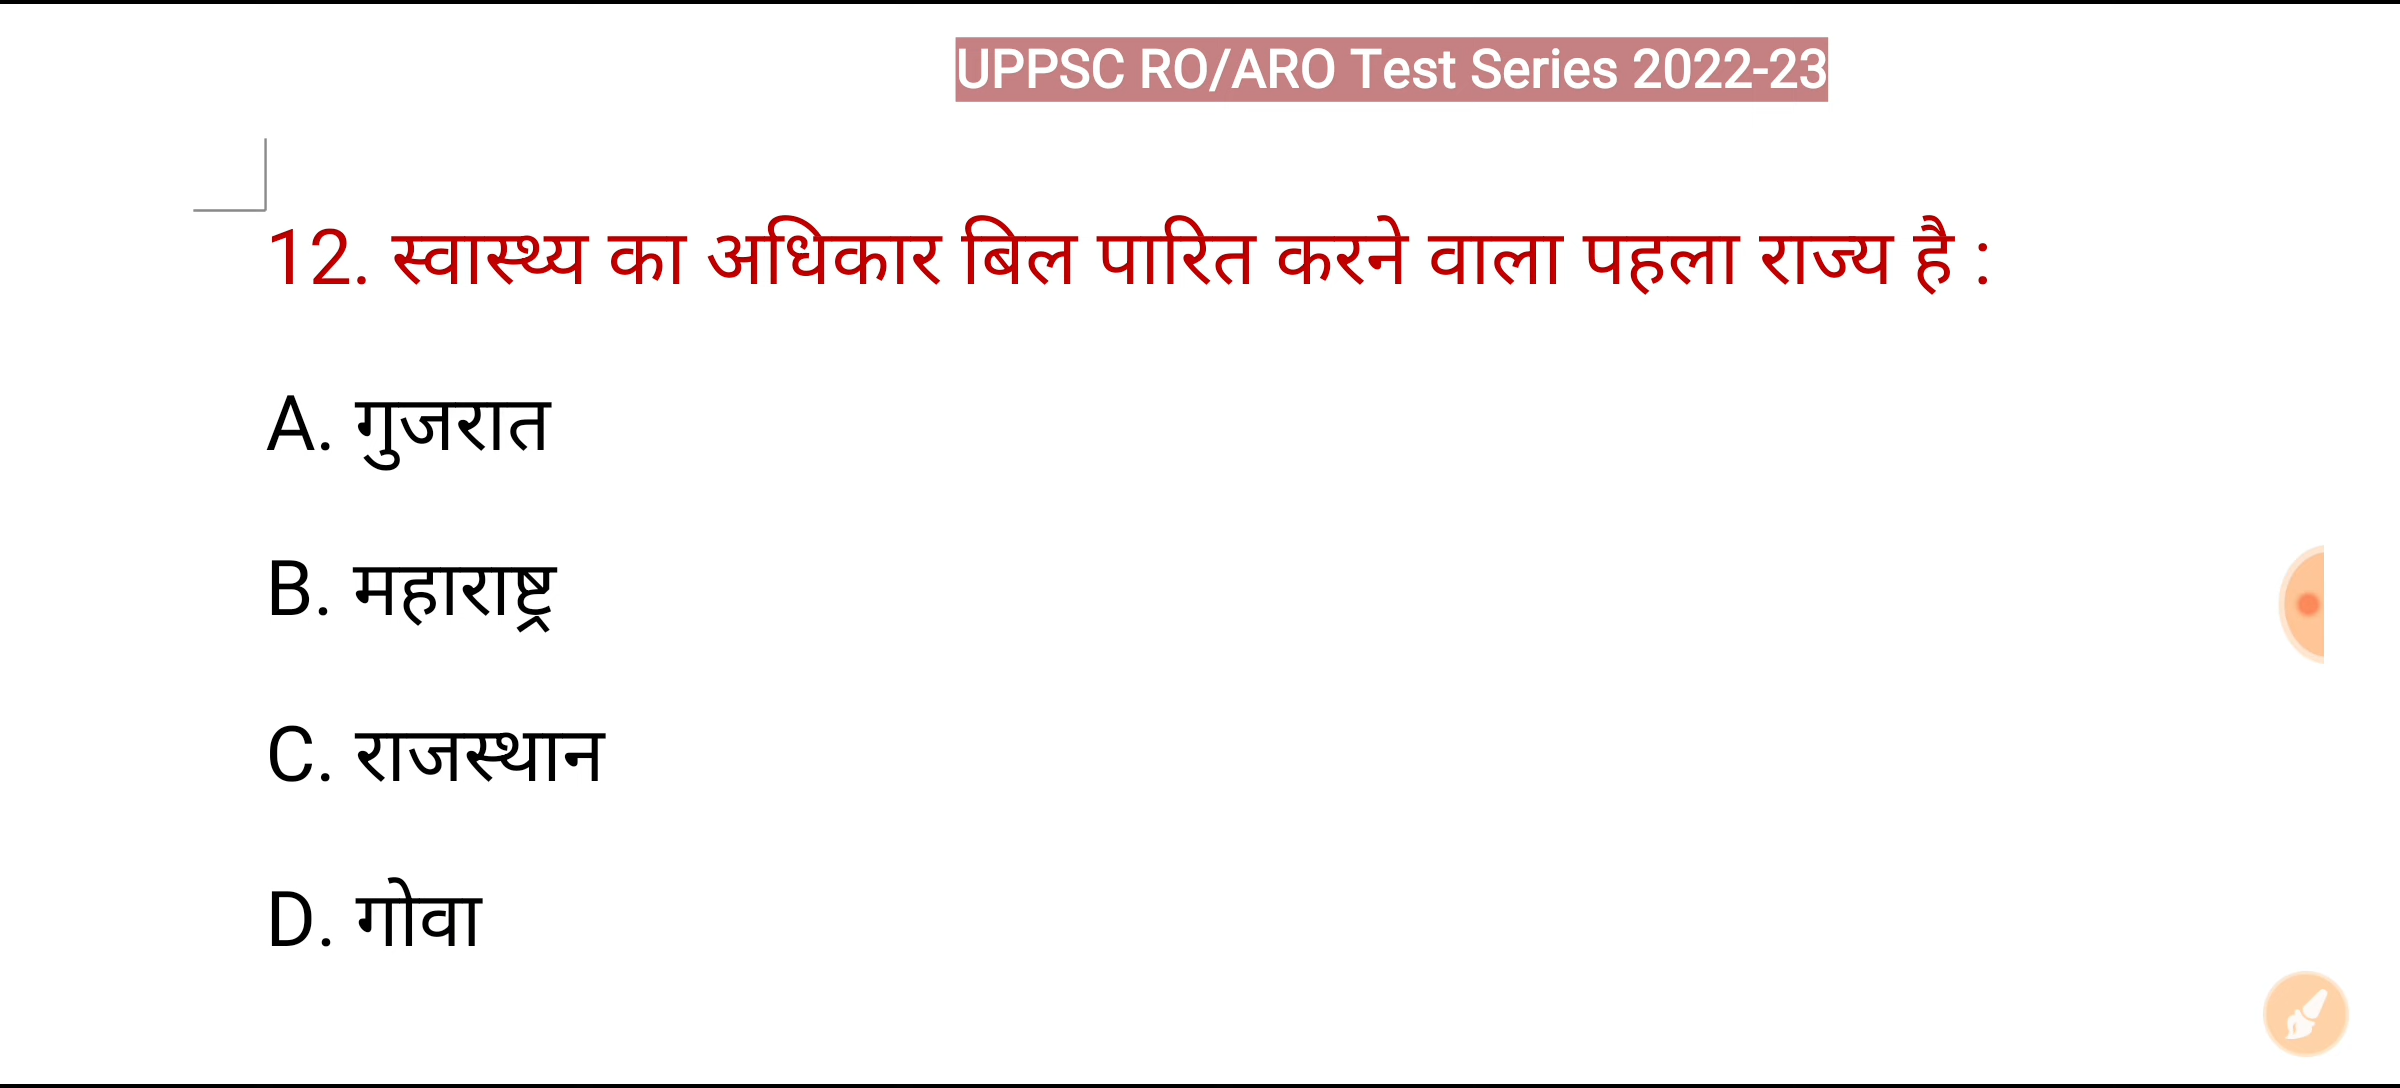 UPPSC RO/ARO Test Series 2022-23
12. स्वास्थ्य का अधिकार बिल पारित करने वाला पहला राज्य है :
A. गुजरात
B. महाराष्ट्र
C. राजस्थान
D. गोवा